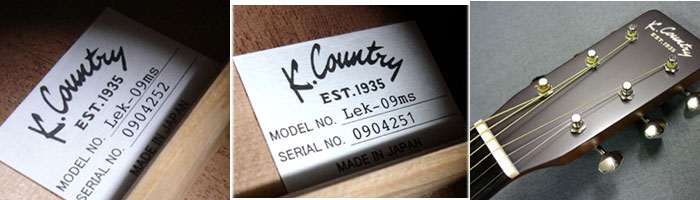 K. Country
EST.1935
MODEL NO. Lek-09ms
SERIAL NO. 0904252
MADE IN JAPAN
K. Country
EST.1935
MODEL NO. Lek-09ms
SERIAL NO. 0904251
MADE IN JAPAN
K. Country
EST.1935